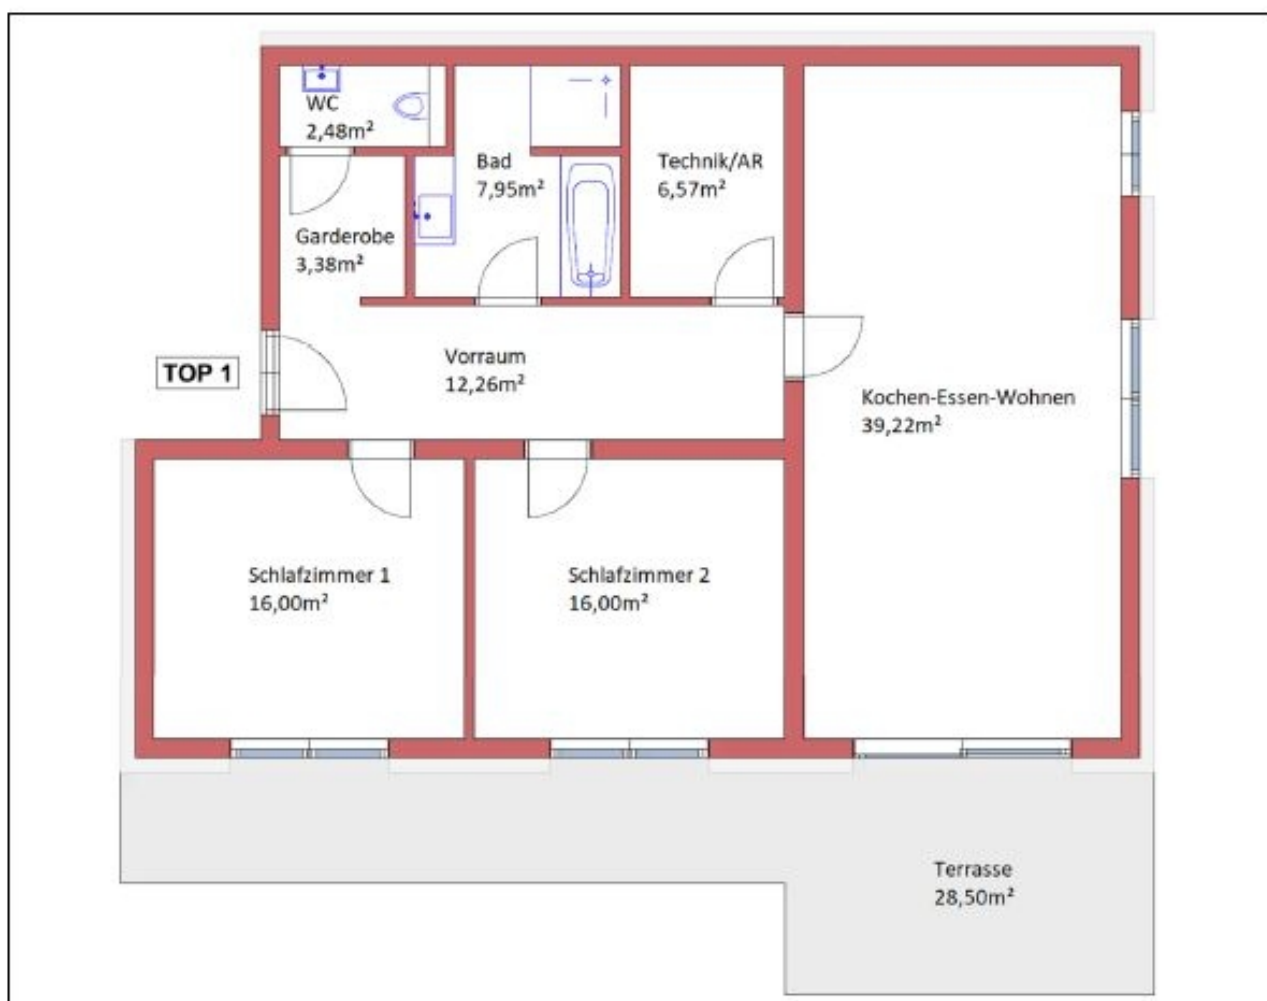 WC
2,48m²
Bad
7,95m²
Technik/AR
6,57m²
Garderobe
3,38m²
TOP 1
Vorraum
12,26m²
Kochen-Essen-Wohnen
39,22m²
Schlafzimmer 1
16,00m²
Schlafzimmer 2
16,00m²
Terrasse
28,50m²